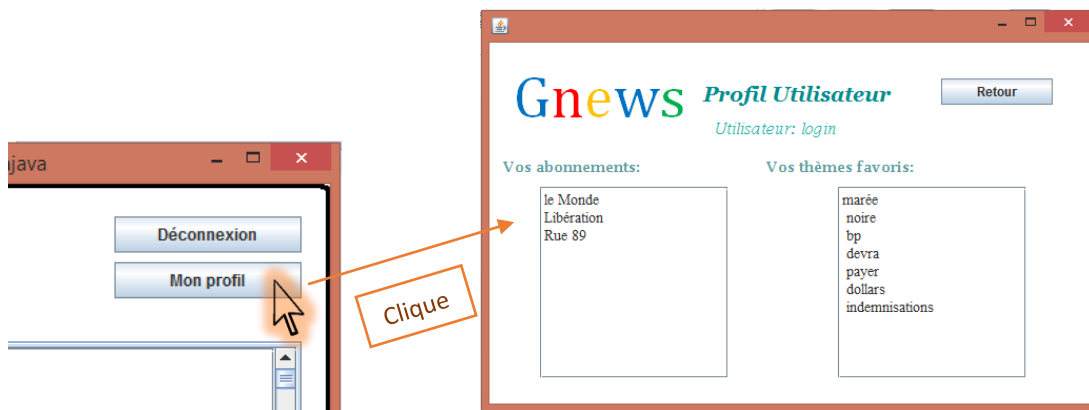 java
Déconnexion
Mon profil
Clique
Gnews
Profil Utilisateur
Retour
Utilisateur: login
Vos abonnements:
le Monde
Libération
Rue 89
Vos thèmes favoris:
marée
noire
bp
devra
payer
dollars
indemnisations